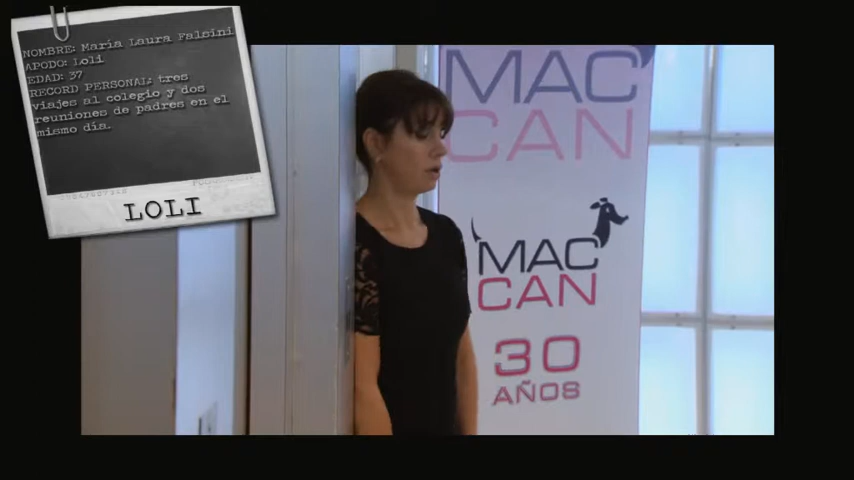 NOMBRE: María Laura Falsini
APODO: Loli
EDAD: 37
RECORD PERSONAL: tres
viajes al colegio y dos
reuniones de padres en el
mismo día.
LOLI
MAC
CAN
MAC
CAN
30
AÑOS